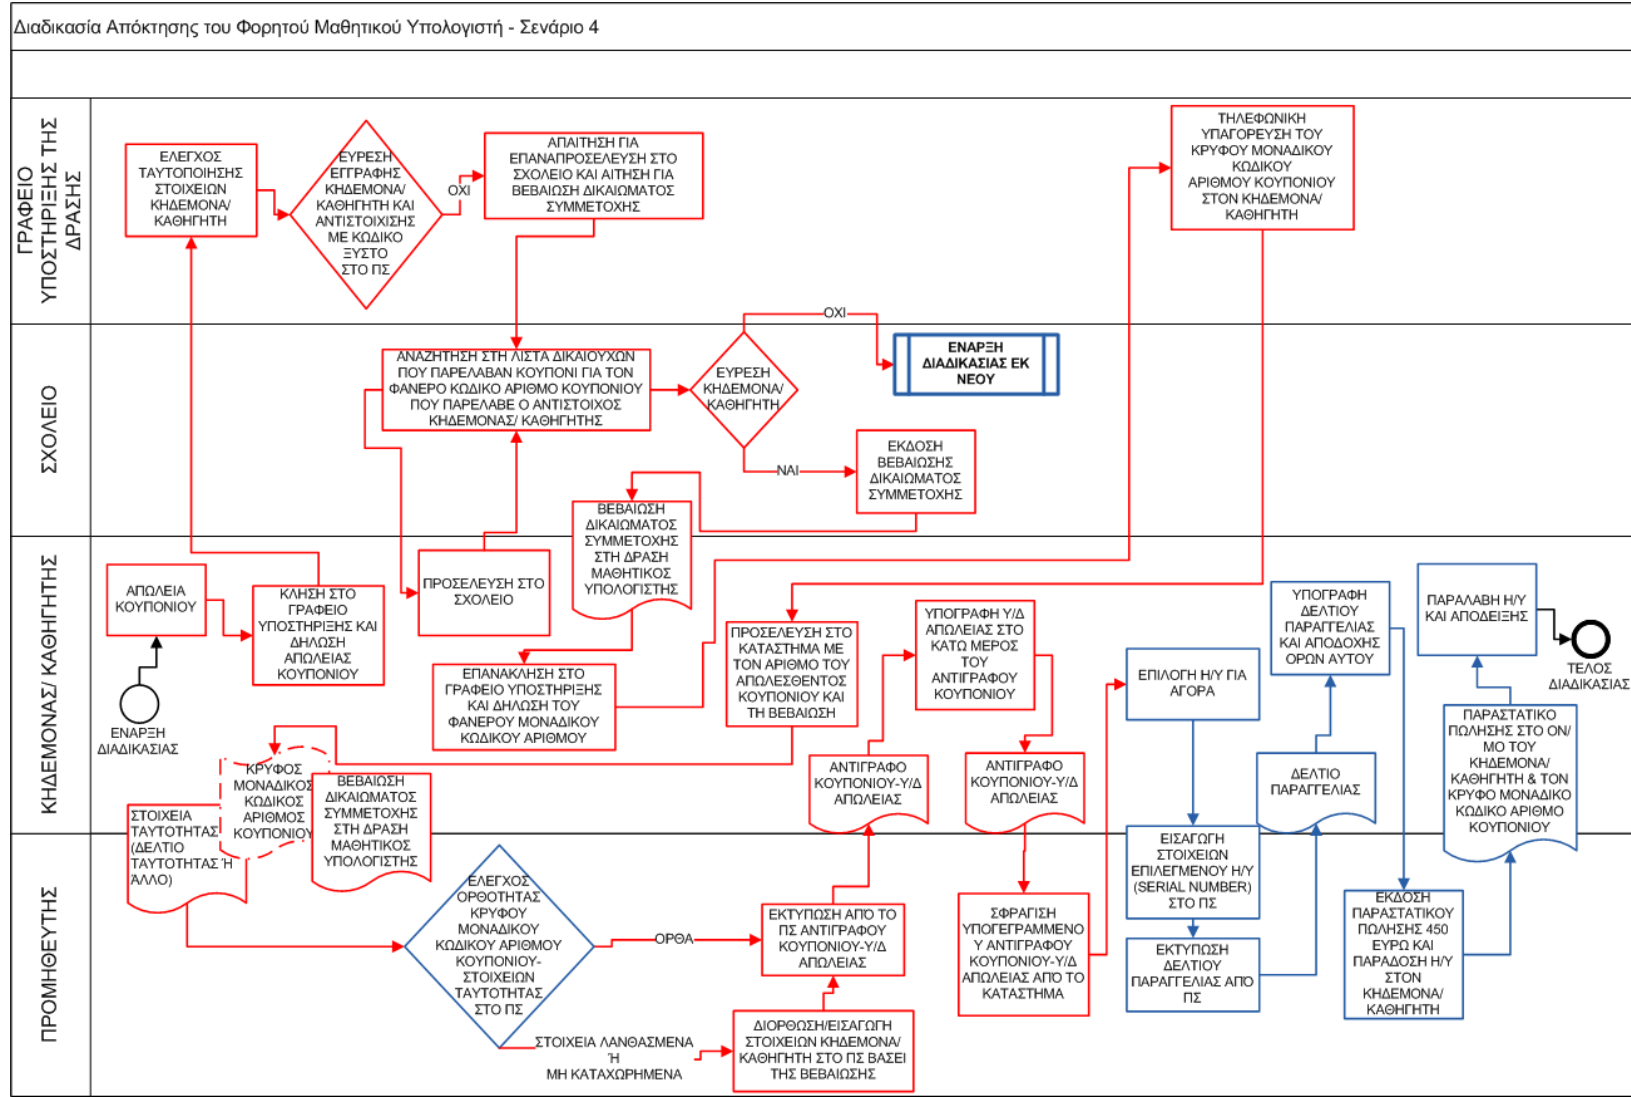 Διαδικασία Απόκτησης του Φορητού Μαθητικού Υπολογιστή - Σενάριο 4
ΓΡΑΦΕΙΟ
ΥΠΟΣΤΗΡΙΞΗΣ ΤΗΣ
ΔΡΑΣΗΣ
ΕΛΕΓΧΟΣ
ΤΑΥΤΟΠΟΙΗΣΗΣ
ΣΤΟΙΧΕΙΩΝ
ΚΗΔΕΜΟΝΑ/
ΚΑΘΗΓΗΤΗ
ΕΥΡΕΣΗ
ΕΓΓΡΑΦΗΣ
ΚΗΔΕΜΟΝΑ/
ΚΑΘΗΓΗΤΗ ΚΑΙ
ΑΝΤΙΣΤΟΙΧΙΣΗΣ
ΜΕ ΚΩΔΙΚΟ
ΞΥΣΤΟ
ΣΤΟ ΠΣ
ΟΧΙ
ΑΠΑΙΤΗΣΗ ΓΙΑ
ΕΠΑΝΑΠΡΟΣΕΛΕΥΣΗ ΣΤΟ
ΣΧΟΛΕΙΟ ΚΑΙ ΑΙΤΗΣΗ ΓΙΑ
ΒΕΒΑΙΩΣΗ ΔΙΚΑΙΩΜΑΤΟΣ
ΣΥΜΜΕΤΟΧΗΣ
ΤΗΛΕΦΩΝΙΚΗ
ΥΠΑΓΟΡΕΥΣΗ ΤΟΥ
ΚΡΥΦΟΥ ΜΟΝΑΔΙΚΟΥ
ΚΩΔΙΚΟΥ
ΑΡΙΘΜΟΥ ΚΟΥΠΟΝΙΟΥ
ΣΤΟΝ ΚΗΔΕΜΟΝΑ/
ΚΑΘΗΓΗΤΗ
ΣΧΟΛΕΙΟ
ΑΝΑΖΗΤΗΣΗ ΣΤΗ ΛΙΣΤΑ ΔΙΚΑΙΟΥΧΩΝ
ΠΟΥ ΠΑΡΕΛΑΒΑΝ ΚΟΥΠΟΝΙ ΓΙΑ ΤΟΝ
ΦΑΝΕΡΟ ΚΩΔΙΚΟ ΑΡΙΘΜΟ ΚΟΥΠΟΝΙΟΥ
ΠΟΥ ΠΑΡΕΛΑΒΕ Ο ΑΝΤΙΣΤΟΙΧΟΣ
ΚΗΔΕΜΟΝΑΣ/ ΚΑΘΗΓΗΤΗΣ
ΕΥΡΕΣΗ
ΚΗΔΕΜΟΝΑ/
ΚΑΘΗΓΗΤΗ
ΟΧΙ
ΕΝΑΡΞΗ
ΔΙΑΔΙΚΑΣΙΑΣ ΕΚ
ΝΕΟΥ
ΝΑΙ
ΕΚΔΟΣΗ
ΒΕΒΑΙΩΣΗΣ
ΔΙΚΑΙΩΜΑΤΟΣ
ΣΥΜΜΕΤΟΧΗΣ
ΚΗΔΕΜΟΝΑΣ/ ΚΑΘΗΓΗΤΗΣ
ΑΠΩΛΕΙΑ
ΚΟΥΠΟΝΙΟΥ
ΕΝΑΡΞΗ
ΔΙΑΔΙΚΑΣΙΑΣ
ΚΛΗΣΗ ΣΤΟ
ΓΡΑΦΕΙΟ
ΥΠΟΣΤΗΡΙΞΗΣ ΚΑΙ
ΔΗΛΩΣΗ
ΑΠΩΛΕΙΑΣ
ΚΟΥΠΟΝΙΟΥ
ΠΡΟΣΕΛΕΥΣΗ ΣΤΟ
ΣΧΟΛΕΙΟ
ΒΕΒΑΙΩΣΗ
ΔΙΚΑΙΩΜΑΤΟΣ
ΣΥΜΜΕΤΟΧΗΣ
ΣΤΗ ΔΡΑΣΗ
ΜΑΘΗΤΙΚΟΣ
ΥΠΟΛΟΓΙΣΤΗΣ
ΕΠΑΝΑΚΛΗΣΗ ΣΤΟ
ΓΡΑΦΕΙΟ ΥΠΟΣΤΗΡΙΞΗΣ
ΚΑΙ ΔΗΛΩΣΗ ΤΟΥ
ΦΑΝΕΡΟΥ ΜΟΝΑΔΙΚΟΥ
ΚΩΔΙΚΟΥ ΑΡΙΘΜΟΥ
ΠΡΟΣΕΛΕΥΣΗ ΣΤΟ
ΚΑΤΑΣΤΗΜΑ ΜΕ
ΤΟΝ ΑΡΙΘΜΟ ΤΟΥ
ΑΠΩΛΕΣΘΕΝΤΟΣ
ΚΟΥΠΟΝΙΟΥ ΚΑΙ
ΤΗ ΒΕΒΑΙΩΣΗ
ΥΠΟΓΡΑΦΗ Υ/Δ
ΑΠΩΛΕΙΑΣ ΣΤΟ
ΚΑΤΩ ΜΕΡΟΣ
ΤΟΥ
ΑΝΤΙΓΡΑΦΟΥ
ΚΟΥΠΟΝΙΟΥ
ΕΠΙΛΟΓΗ Η/Υ ΓΙΑ
ΑΓΟΡΑ
ΥΠΟΓΡΑΦΗ
ΔΕΛΤΙΟΥ
ΠΑΡΑΓΓΕΛΙΑΣ
ΚΑΙ ΑΠΟΔΟΧΗΣ
ΟΡΩΝ ΑΥΤΟΥ
ΠΑΡΑΛΑΒΗ Η/Υ
ΚΑΙ ΑΠΟΔΕΙΞΗΣ
ΤΕΛΟΣ
ΔΙΑΔΙΚΑΣΙΑΣ
ΣΤΟΙΧΕΙΑ
ΤΑΥΤΟΤΗΤΑΣ
(ΔΕΛΤΙΟ
ΤΑΥΤΟΤΗΤΑΣ Ή
ΆΛΛΟ)
ΚΡΥΦΟΣ
ΜΟΝΑΔΙΚΟΣ
ΚΩΔΙΚΟΣ
ΑΡΙΘΜΟΣ
ΚΟΥΠΟΝΙΟΥ
ΒΕΒΑΙΩΣΗ
ΔΙΚΑΙΩΜΑΤΟΣ
ΣΥΜΜΕΤΟΧΗΣ
ΣΤΗ ΔΡΑΣΗ
ΜΑΘΗΤΙΚΟΣ
ΥΠΟΛΟΓΙΣΤΗΣ
ΑΝΤΙΓΡΑΦΟ
ΚΟΥΠΟΝΙΟΥ-Υ/Δ
ΑΠΩΛΕΙΑΣ
ΑΝΤΙΓΡΑΦΟ
ΚΟΥΠΟΝΙΟΥ-Υ/Δ
ΑΠΩΛΕΙΑΣ
ΔΕΛΤΙΟ
ΠΑΡΑΓΓΕΛΙΑΣ
ΠΑΡΑΣΤΑΤΙΚΟ
ΠΩΛΗΣΗΣ ΣΤΟ ΟΝ/
ΜΟ ΤΟΥ
ΚΗΔΕΜΟΝΑ/
ΚΑΘΗΓΗΤΗ & ΤΟΝ
ΚΡΥΦΟ ΜΟΝΑΔΙΚΟ
ΚΩΔΙΚΟ ΑΡΙΘΜΟ
ΚΟΥΠΟΝΙΟΥ
ΠΡΟΜΗΘΕΥΤΗΣ
ΕΛΕΓΧΟΣ
ΟΡΘΟΤΗΤΑΣ
ΚΡΥΦΟΥ
ΜΟΝΑΔΙΚΟΥ
ΚΩΔΙΚΟΥ ΑΡΙΘΜΟΥ
ΚΟΥΠΟΝΙΟΥ-
ΣΤΟΙΧΕΙΩΝ
ΤΑΥΤΟΤΗΤΑΣ
ΣΤΟ ΠΣ
ΟΡΘΑ
ΣΤΟΙΧΕΙΑ ΛΑΝΘΑΣΜΕΝΑ
Ή
ΜΗ ΚΑΤΑΧΩΡΗΜΕΝΑ
ΕΚΤΥΠΩΣΗ ΑΠΌ ΤΟ
ΠΣ ΑΝΤΙΓΡΑΦΟΥ
ΚΟΥΠΟΝΙΟΥ-Υ/Δ
ΑΠΩΛΕΙΑΣ
ΔΙΟΡΘΩΣΗ/ΕΙΣΑΓΩΓΗ
ΣΤΟΙΧΕΙΩΝ ΚΗΔΕΜΟΝΑ/
ΚΑΘΗΓΗΤΗ ΣΤΟ ΠΣ ΒΑΣΕΙ
ΤΗΣ ΒΕΒΑΙΩΣΗΣ
ΣΦΡΑΓΙΣΗ
ΥΠΟΓΕΓΡΑΜΜΕΝΟ
Υ ΑΝΤΙΓΡΑΦΟΥ
ΚΟΥΠΟΝΙΟΥ-Υ/Δ
ΑΠΩΛΕΙΑΣ ΑΠΌ ΤΟ
ΚΑΤΑΣΤΗΜΑ
ΕΙΣΑΓΩΓΗ
ΣΤΟΙΧΕΙΩΝ
ΕΠΙΛΕΓΜΕΝΟΥ Η/Υ
(SERIAL NUMBER)
ΣΤΟ ΠΣ
ΕΚΤΥΠΩΣΗ
ΔΕΛΤΙΟΥ
ΠΑΡΑΓΓΕΛΙΑΣ ΑΠΌ
ΠΣ
ΕΚΔΟΣΗ
ΠΑΡΑΣΤΑΤΙΚΟΥ
ΠΩΛΗΣΗΣ 450
ΕΥΡΩ ΚΑΙ
ΠΑΡΑΔΟΣΗ Η/Υ
ΣΤΟΝ
ΚΗΔΕΜΟΝΑ/
ΚΑΘΗΓΗΤΗ